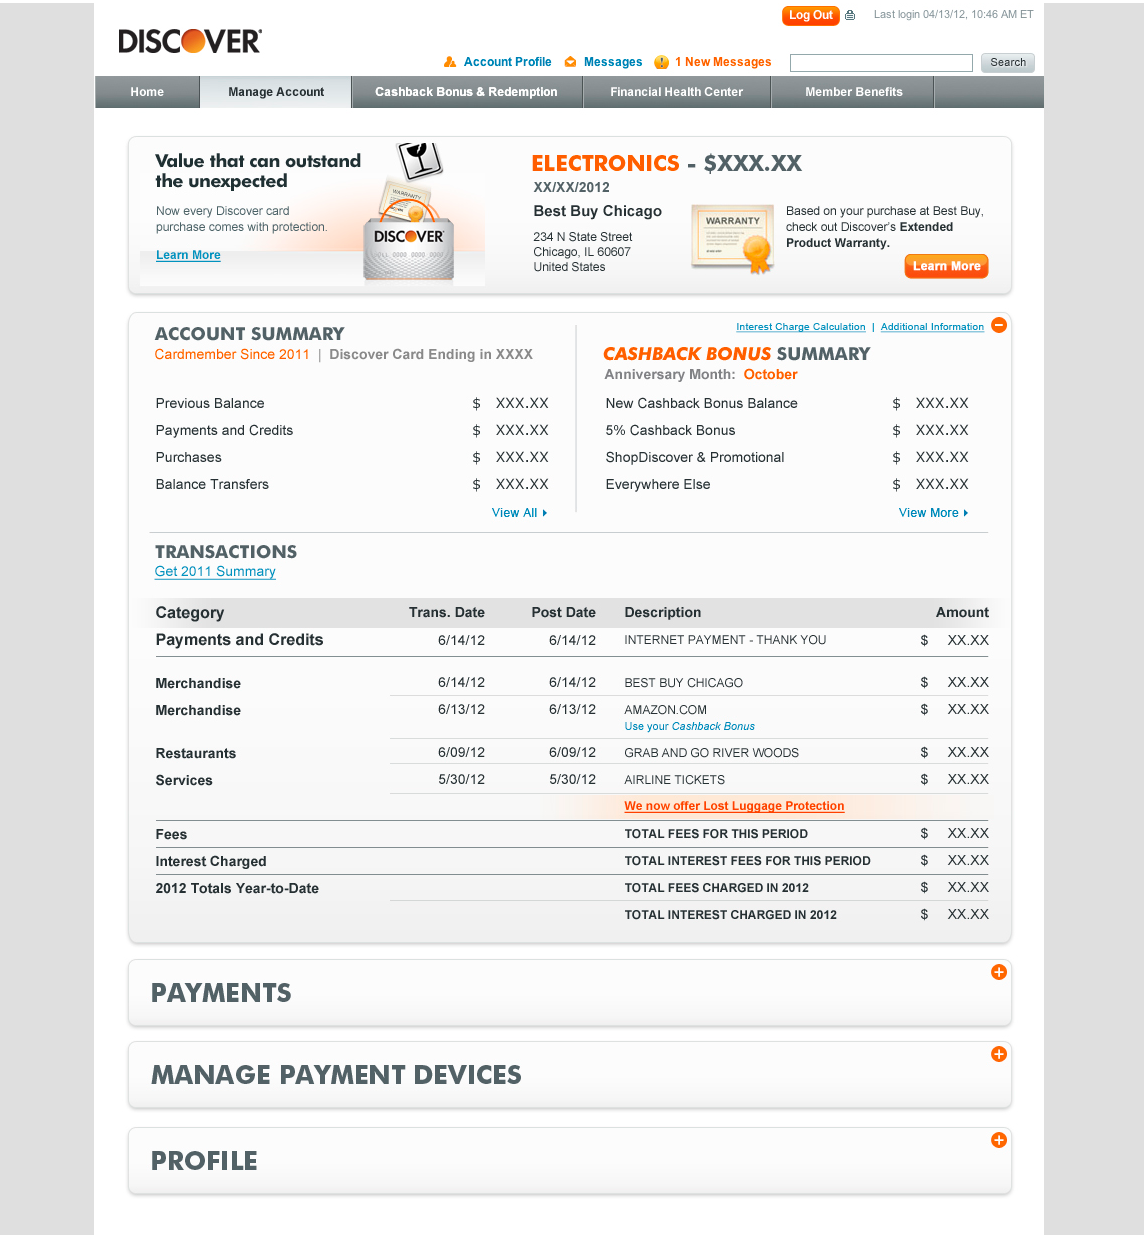 Log Out
Last login 04/13/12, 10:46 AM ET
DISCOVER
Account Profile
Messages
1 New Messages
Search
Home
Manage Account
Cashback Bonus & Redemption
Financial Health Center
Member Benefits
Value that can outstand
the unexpected
Now every Discover card
purchase comes with protection.
Learn More
WARRANTY
DISCOVER
ELECTRONICS - $XXX.XX
XX/XX/2012
Best Buy Chicago
234 N State Street
Chicago, IL 60607
United States
WARRANTY
Based on your purchase at Best Buy,
check out Discover's Extended
Product Warranty.
Learn More
ACCOUNT SUMMARY
Cardmember Since 2011 | Discover Card Ending in XXXX
Previous Balance $ XXX.XX
Payments and Credits $ XXX.XX
Purchases $ XXX.XX
Balance Transfers $ XXX.XX
View All
Interest Charge Calculation | Additional Information
CASHBACK BONUS SUMMARY
Anniversary Month: October
New Cashback Bonus Balance $ XXX.XX
5% Cashback Bonus $ XXX.XX
ShopDiscover & Promotional $ XXX.XX
Everywhere Else $ XXX.XX
View More
TRANSACTIONS
Get 2011 Summary
Category Trans. Date Post Date Description Amount
Payments and Credits 6/14/12 6/14/12 INTERNET PAYMENT - THANK YOU $ XX.XX
Merchandise 6/14/12 6/14/12 BEST BUY CHICAGO $ XX.XX
Merchandise 6/13/12 6/13/12 AMAZON.COM $ XX.XX
Use your Cashback Bonus
Restaurants 6/09/12 6/09/12 GRAB AND GO RIVER WOODS $ XX.XX
Services 5/30/12 5/30/12 AIRLINE TICKETS $ XX.XX
We now offer Lost Luggage Protection
Fees TOTAL FEES FOR THIS PERIOD $ XX.XX
Interest Charged TOTAL INTEREST FEES FOR THIS PERIOD $ XX.XX
2012 Totals Year-to-Date TOTAL FEES CHARGED IN 2012 $ XX.XX
TOTAL INTEREST CHARGED IN 2012 $ XX.XX
PAYMENTS
MANAGE PAYMENT DEVICES
PROFILE